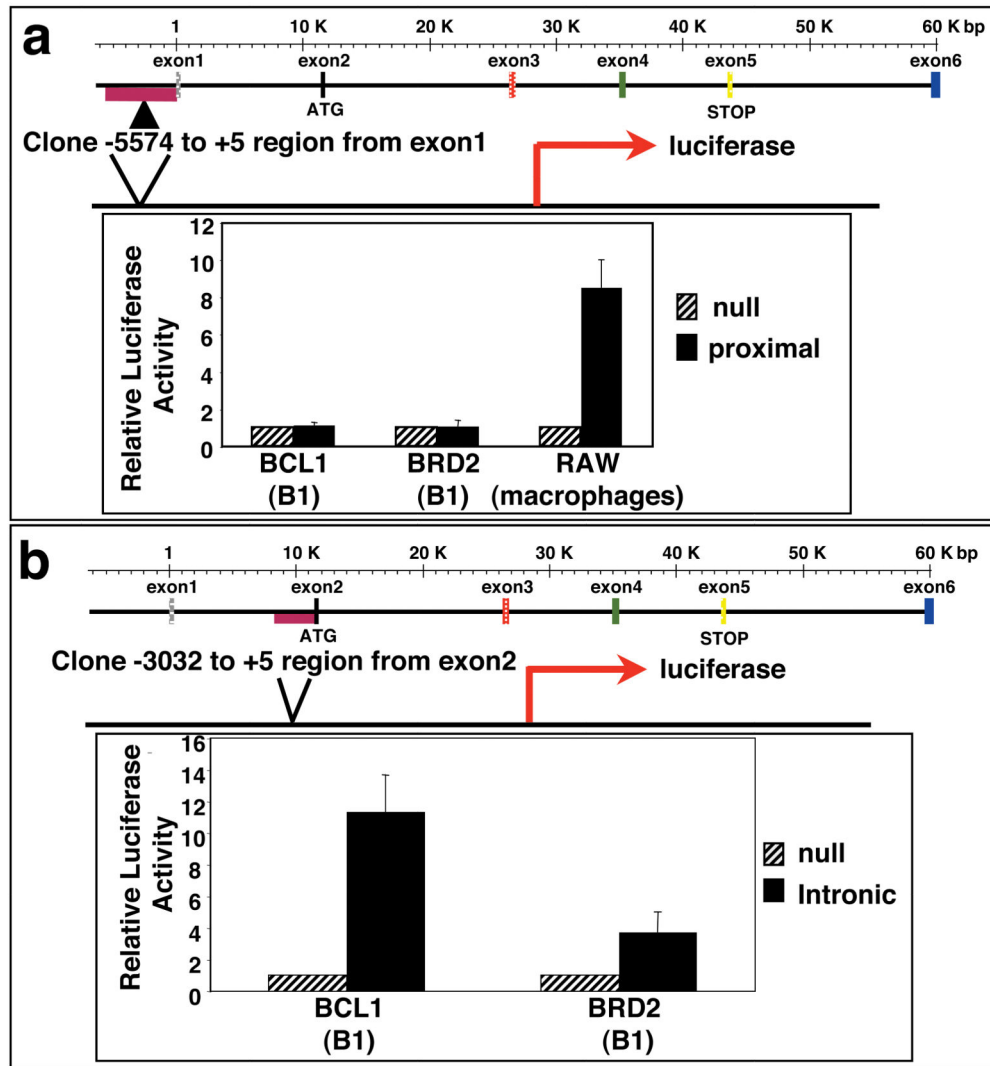 a
1 10 K 20 K 30 K 40 K 50 K 60 K bp
exon1 exon2 exon3 exon4 exon5 exon6
ATG STOP
Clone -5574 to +5 region from exon1
luciferase
Relative Luciferase
Activity
12
10
8
6
4
2
0
null
proximal
BCL1 BRD2 RAW
(B1) (B1) (macrophages)
b
1 10 K 20 K 30 K 40 K 50 K 60 K bp
exon1 exon2 exon3 exon4 exon5 exon6
ATG STOP
Clone -3032 to +5 region from exon2
luciferase
Relative Luciferase
Activity
16
14
12
10
8
6
4
2
0
null
Intronic
BCL1 BRD2
(B1) (B1)